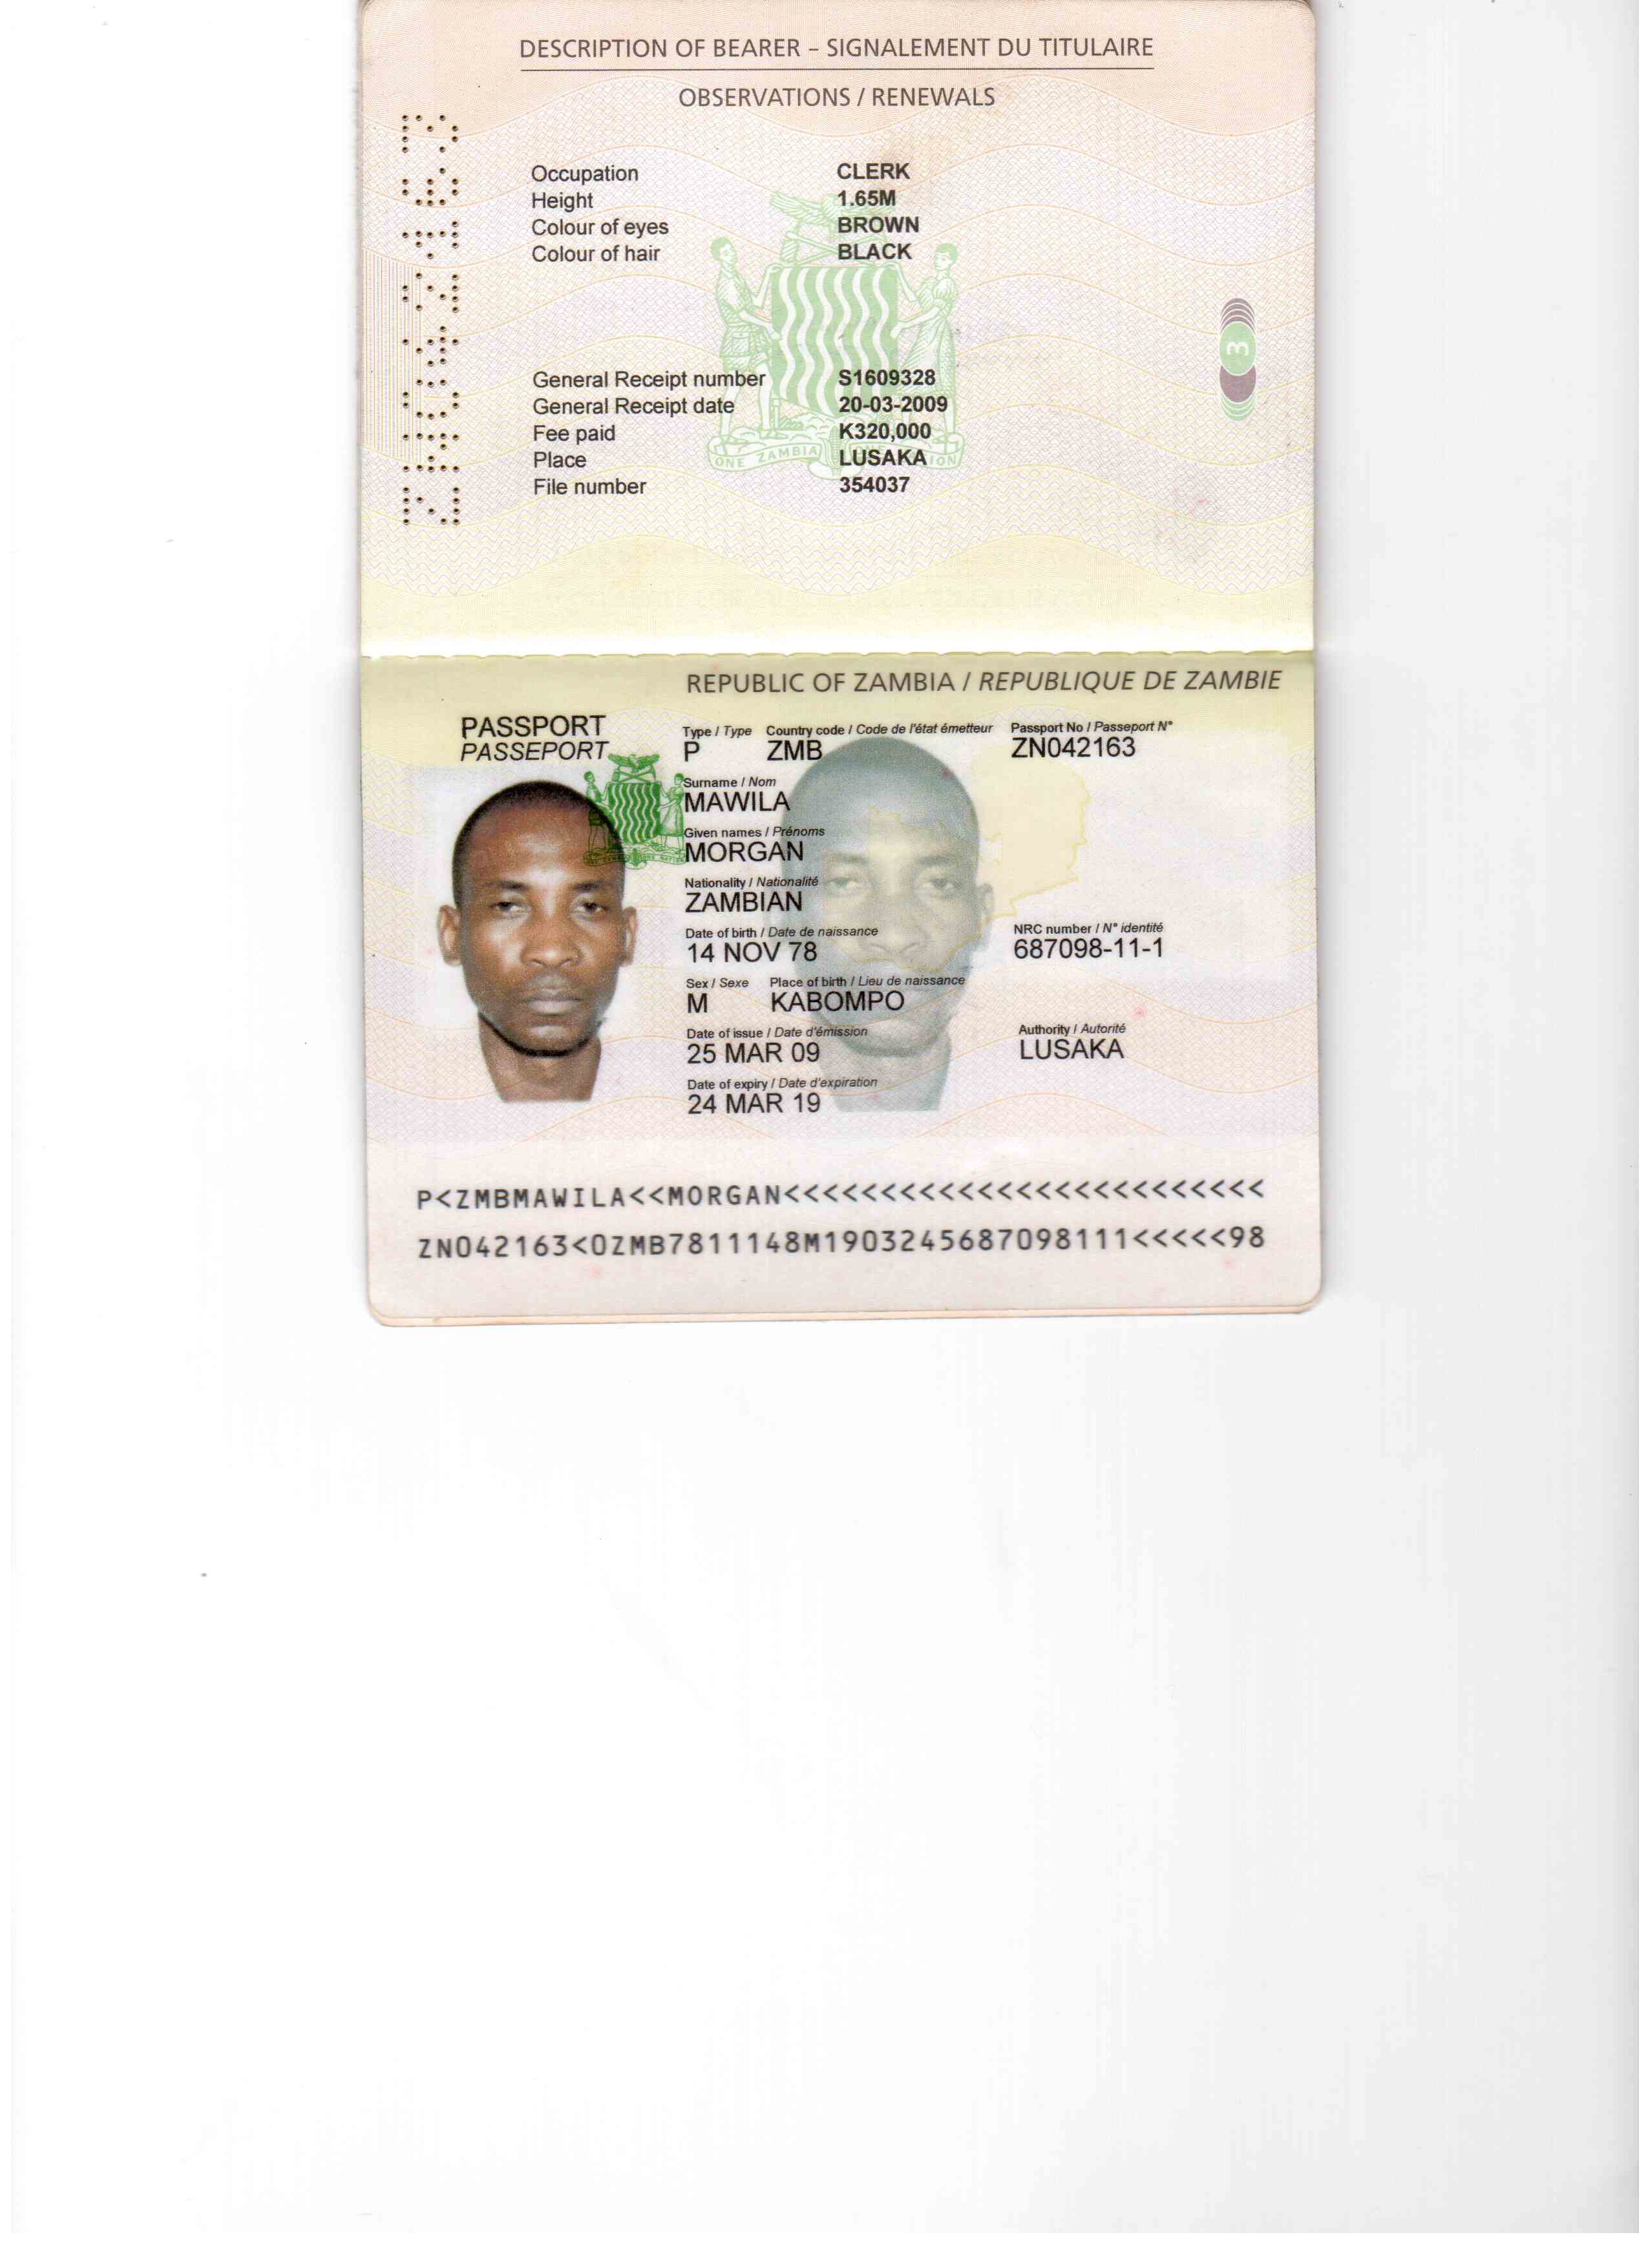 DESCRIPTION OF BEARER – SIGNALEMENT DU TITULAIRE
OBSERVATIONS / RENEWALS
Occupation CLERK
Height 1.65M
Colour of eyes BROWN
Colour of hair BLACK
General Receipt number S1609328
General Receipt date 20-03-2009
Fee paid K320,000
Place LUSAKA
File number 354037
ONE ZAMBIA
3
ZN042163
REPUBLIC OF ZAMBIA / REPUBLIQUE DE ZAMBIE
PASSPORT
PASSEPORT
Type / Type Country code / Code de l'état émetteur Passport No / Passeport N°
P ZMB ZN042163
Surname / Nom
MAWILA
Given names / Prénoms
MORGAN
Nationality / Nationalité
ZAMBIAN
Date of birth / Date de naissance NRC number / N° identité
14 NOV 78 687098-11-1
Sex / Sexe Place of birth / Lieu de naissance
M KABOMPO
Date of issue / Date d'émission Authority / Autorité
25 MAR 09 LUSAKA
Date of expiry / Date d'expiration
24 MAR 19
P<ZMBMAWILA<<MORGAN<<<<<<<<<<<<<<<<<<<<<<<<<
ZN042163<0ZMB7811148M1903245687098111<<<<<98